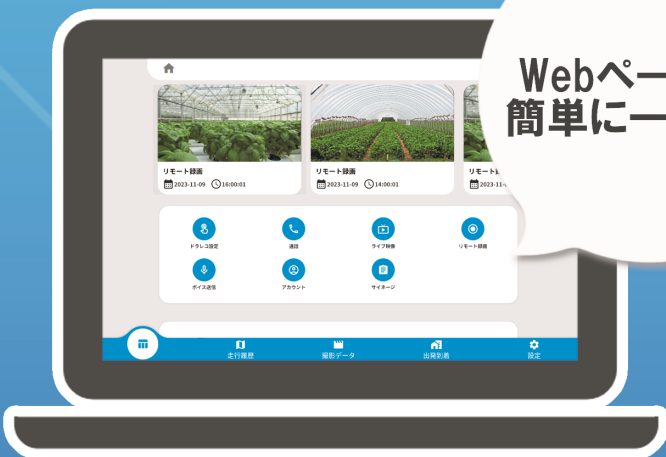 Webペー
簡単に一
リモート録画
2023-11-09 16:00:01
リモート録画
2023-11-09 14:00:01
リモート
2023-11-
ドラレコ設定
通話
ライブ映像
リモート録画
ボイス送信
アカウント
サイネージ
走行履歴
撮影データ
出発到着
設定